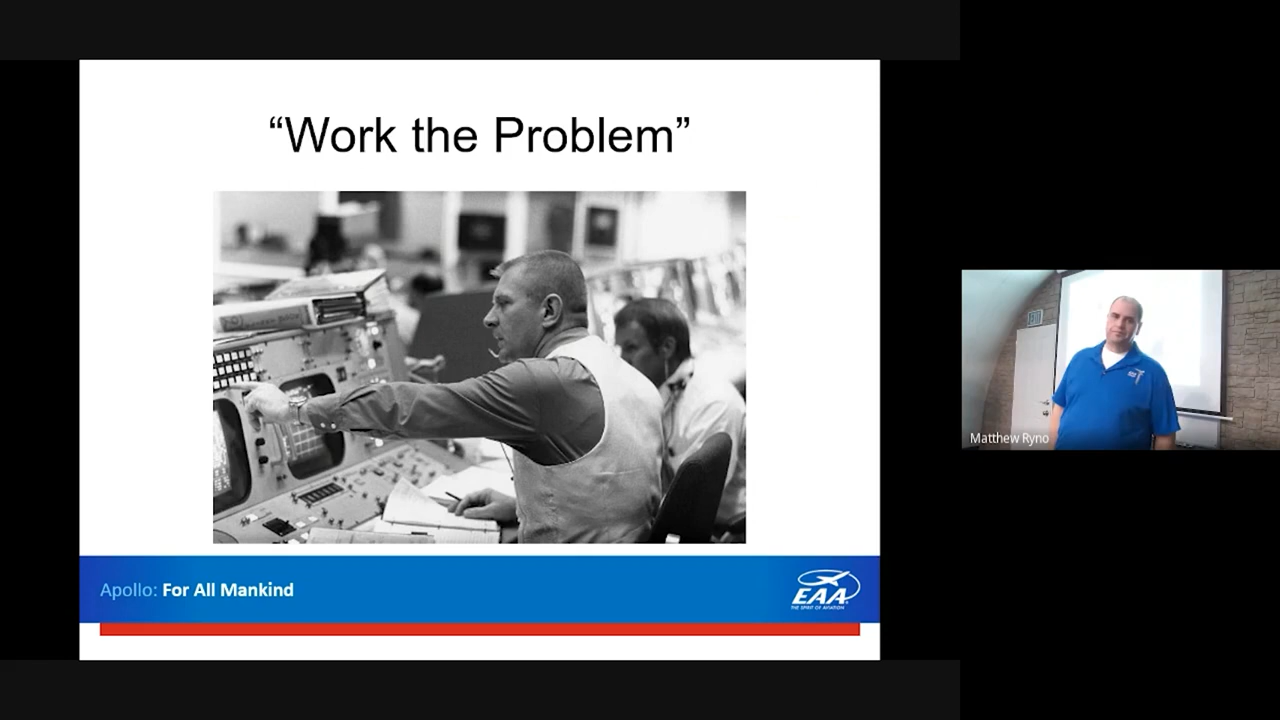 “Work the Problem”
Apollo: For All Mankind
EAA
THE SPIRIT OF AVIATION
Matthew Ryno